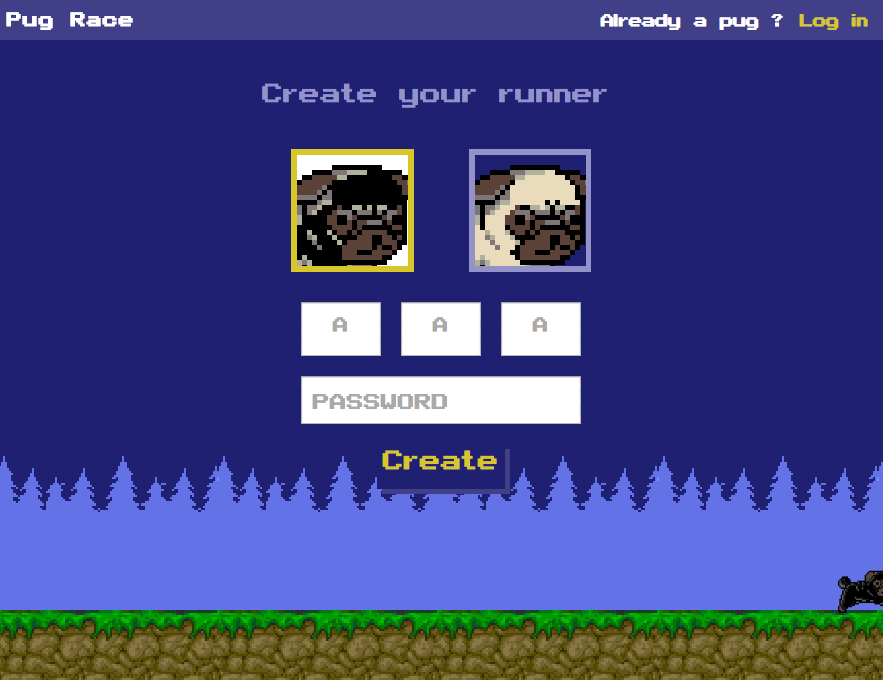 Pug Race
Already a pug ? Log in
Create your runner
A A A
PASSWORD
Create